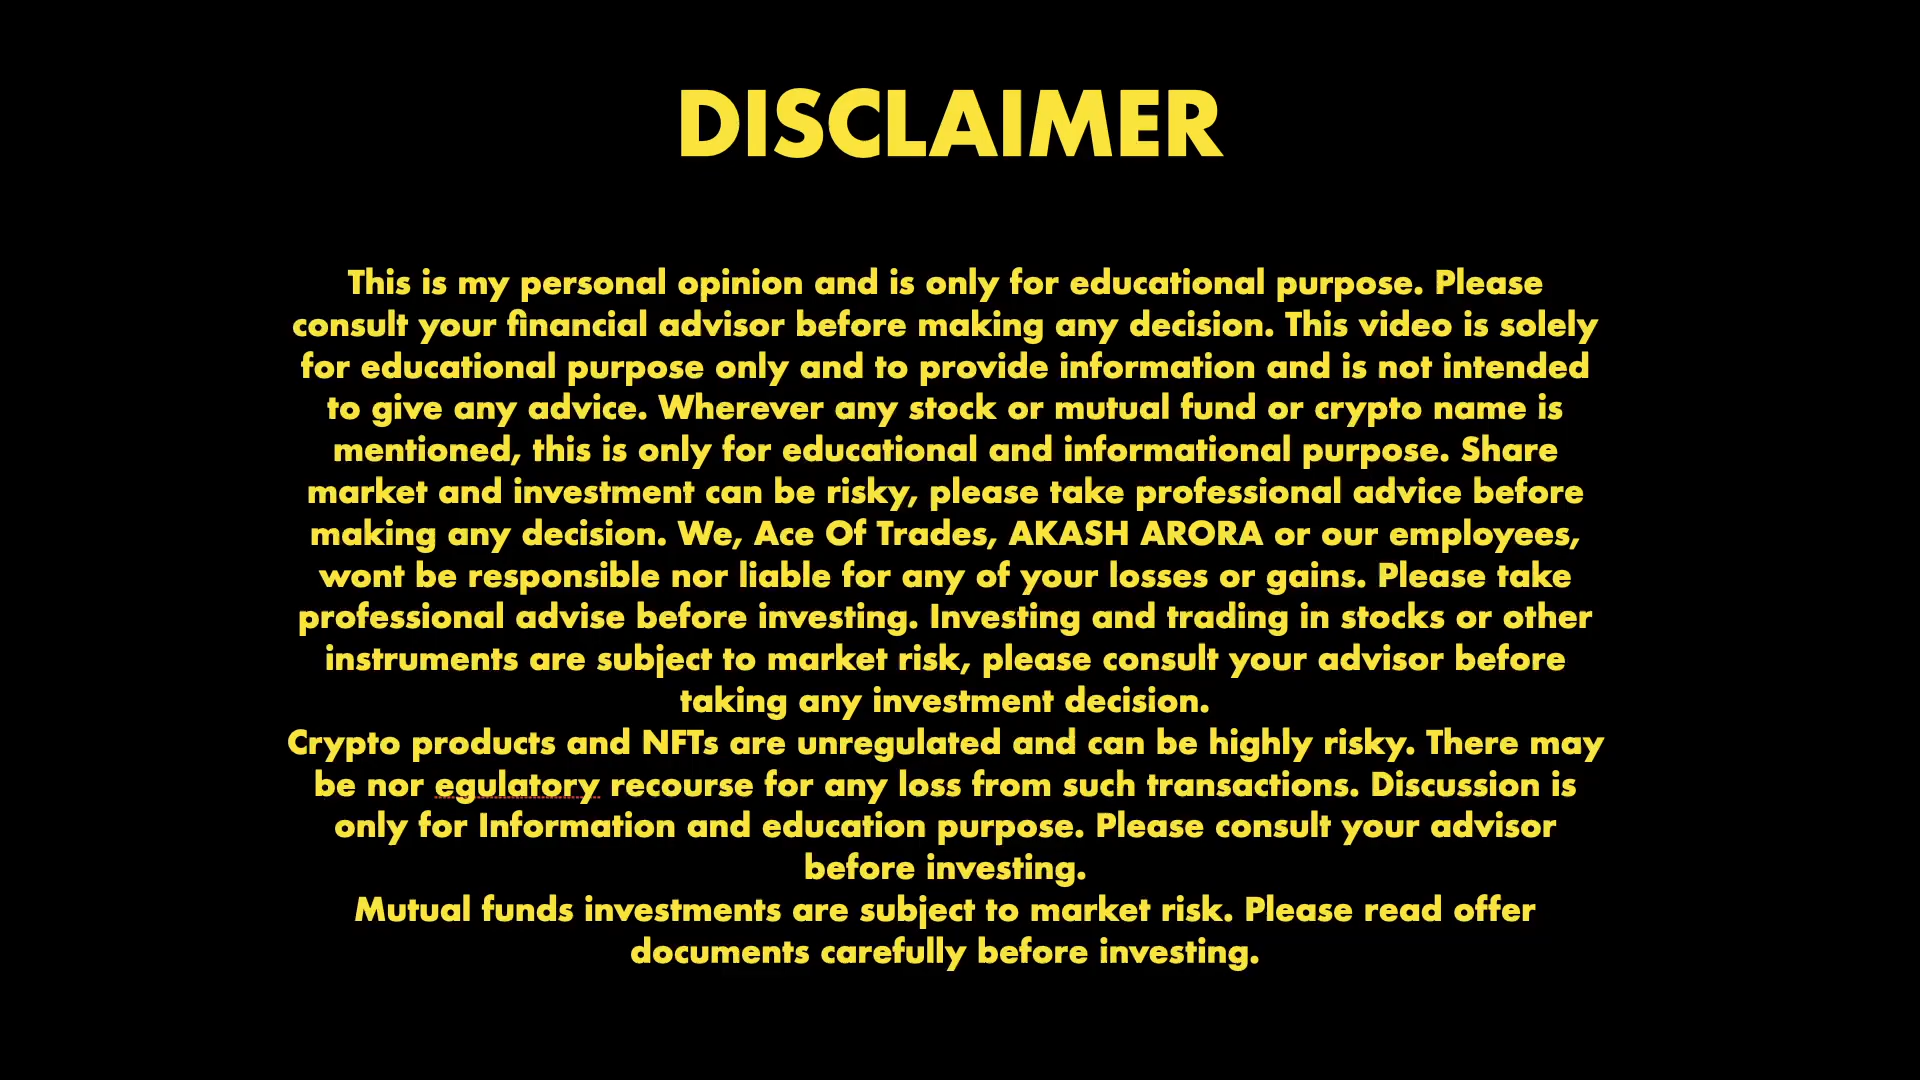 DISCLAIMER
This is my personal opinion and is only for educational purpose. Please
consult your financial advisor before making any decision. This video is solely
for educational purpose only and to provide information and is not intended
to give any advice. Wherever any stock or mutual fund or crypto name is
mentioned, this is only for educational and informational purpose. Share
market and investment can be risky, please take professional advice before
making any decision. We, Ace Of Trades, AKASH ARORA or our employees,
wont be responsible nor liable for any of your losses or gains. Please take
professional advise before investing. Investing and trading in stocks or other
instruments are subject to market risk, please consult your advisor before
taking any investment decision.
Crypto products and NFTs are unregulated and can be highly risky. There may
be nor egulatory recourse for any loss from such transactions. Discussion is
only for Information and education purpose. Please consult your advisor
before investing.
Mutual funds investments are subject to market risk. Please read offer
documents carefully before investing.